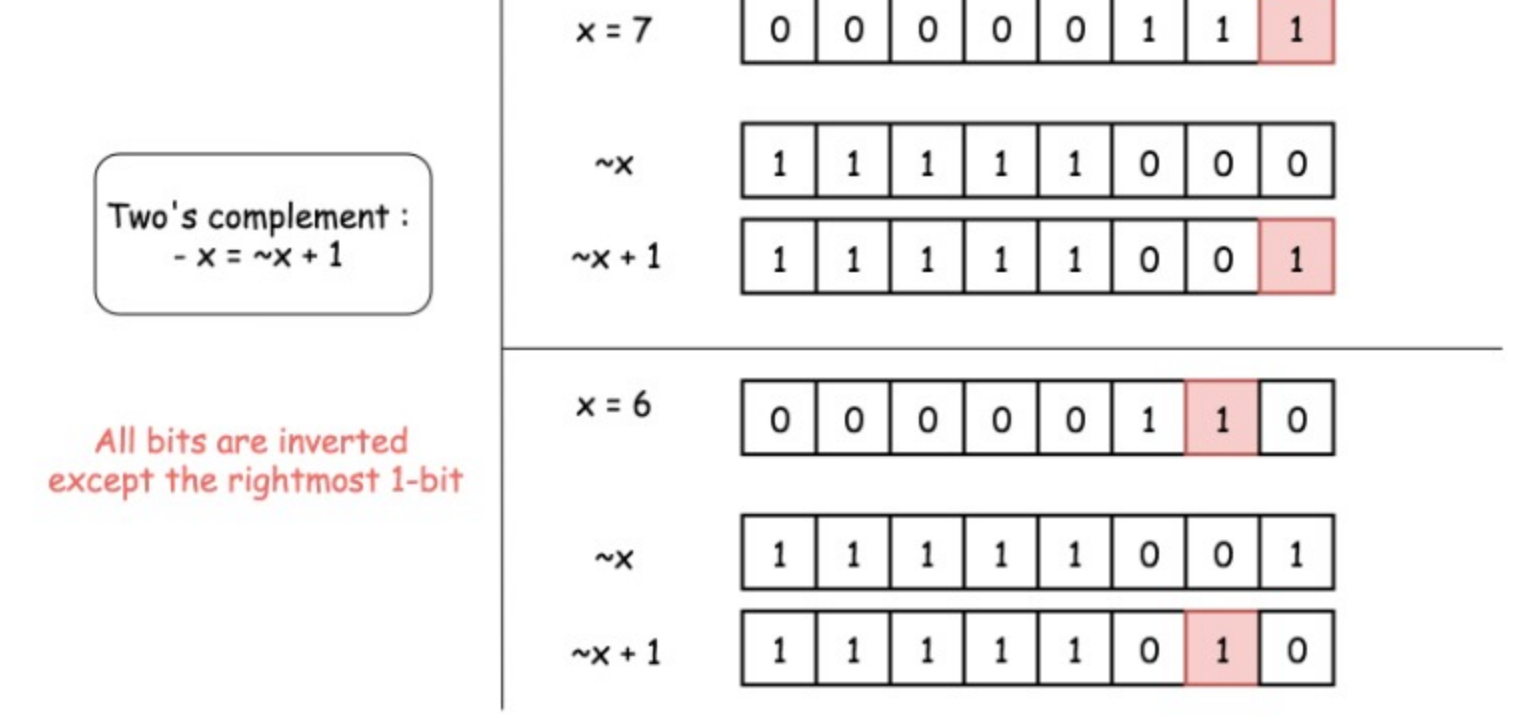 x = 7 0 0 0 0 0 1 1 1
~x 1 1 1 1 1 0 0 0
~x + 1 1 1 1 1 1 0 0 1
Two's complement :
- x = ~x + 1
All bits are inverted
except the rightmost 1-bit
x = 6 0 0 0 0 0 1 1 0
~x 1 1 1 1 1 0 0 1
~x + 1 1 1 1 1 1 0 1 0